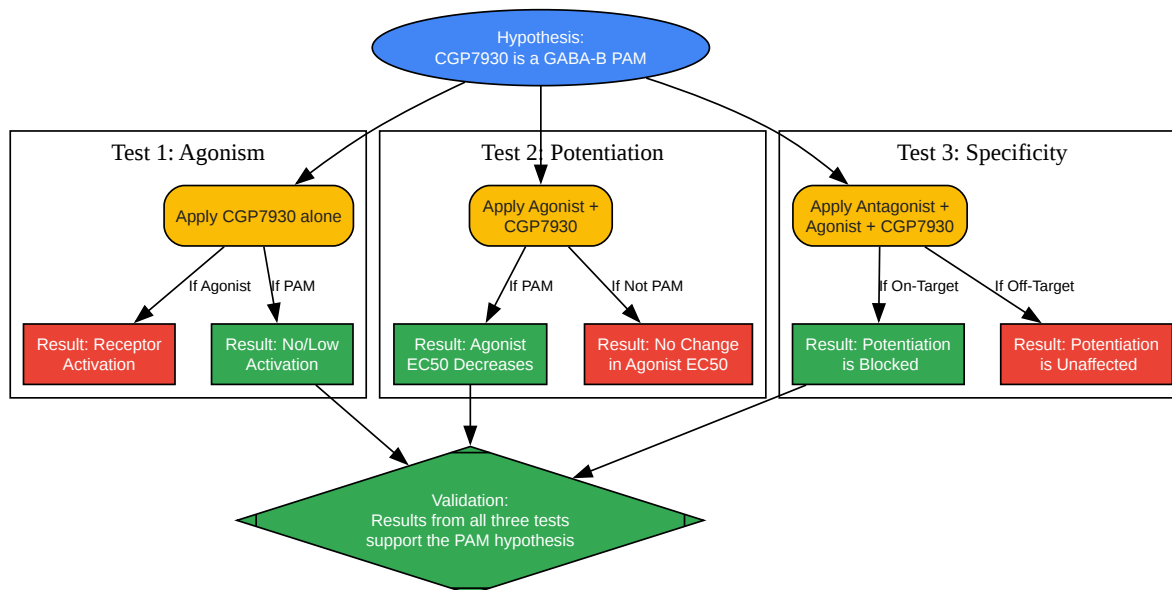 Hypothesis:
CGP7930 is a GABA-B PAM
Test 1: Agonism
Test 2: Potentiation
Test 3: Specificity
Apply CGP7930 alone
Apply Agonist +
CGP7930
Apply Antagonist +
Agonist + CGP7930
If Agonist
If PAM
If PAM
If Not PAM
If On-Target
If Off-Target
Result: Receptor
Activation
Result: No/Low
Activation
Result: Agonist
EC50 Decreases
Result: No Change
in Agonist EC50
Result: Potentiation
is Blocked
Result: Potentiation
is Unaffected
Validation:
Results from all three tests
support the PAM hypothesis